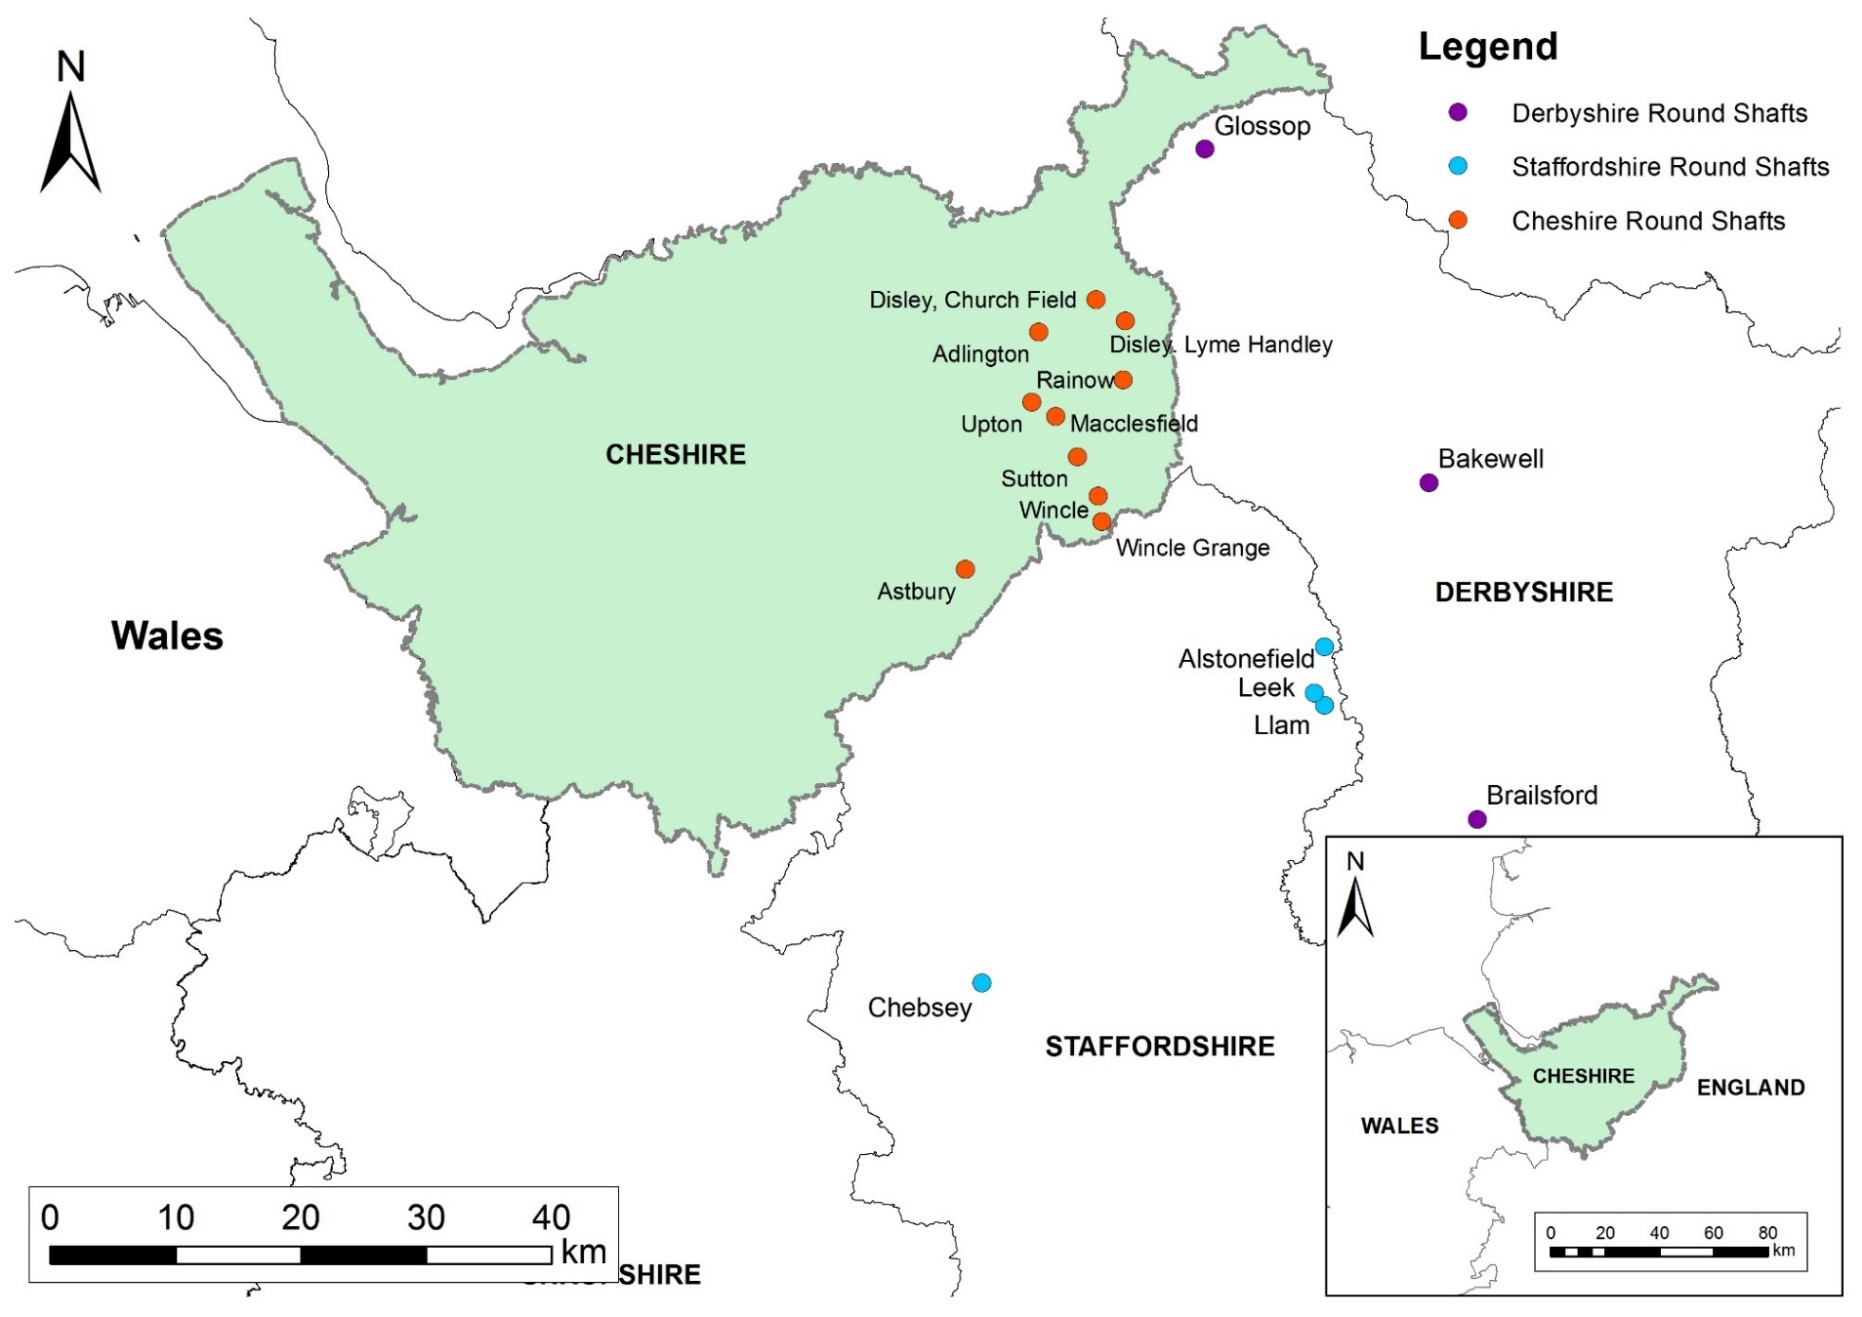 N
Legend
Derbyshire Round Shafts
Staffordshire Round Shafts
Cheshire Round Shafts
Glossop
Disley, Church Field
Adlington
Disley. Lyme Handley
Rainow
Upton
Macclesfield
CHESHIRE
Bakewell
Sutton
Wincle
Wincle Grange
Astbury
DERBYSHIRE
Wales
Alstonefield
Leek
Llam
Brailsford
Chebsey
STAFFORDSHIRE
N
CHESHIRE
ENGLAND
WALES
0 20 40 60 80
km
0 10 20 30 40
km
SHIRE